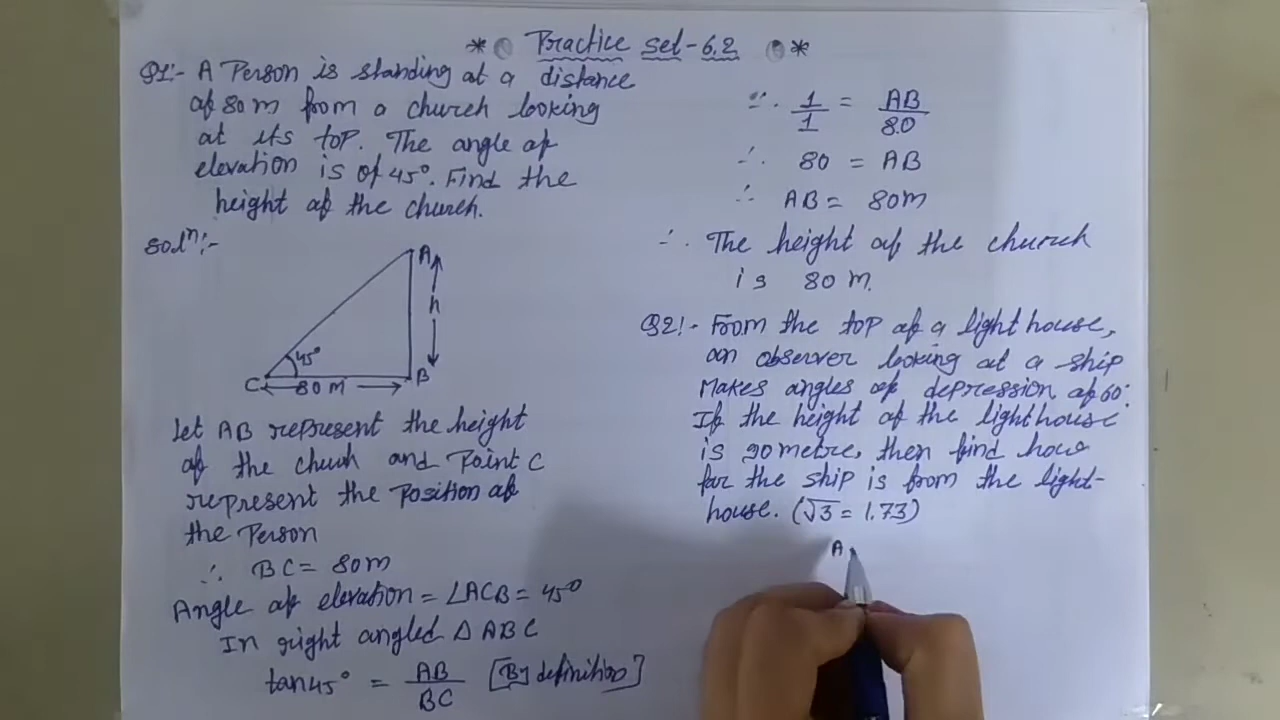 * Practice set-6.2 *
Q1:- A Person is standing at a distance
of 80 m from a church looking
at its top. The angle of
elevation is of 45°. Find the
height of the church.
Solⁿ:-
A
h
45°
C 80 M B
Let AB represent the height
of the chuch and Point C
represent the Position of
the Person
∴ BC = 80m
Angle of elevation = ∠ACB = 45°
In right angled △ ABC
tan45° = AB/BC [By definition]
∴ 1/1 = AB/80
∴ 80 = AB
∴ AB = 80m
∴ The height of the church
is 80 m.
Q2:- From the top of a light house,
an observer looking at a ship
Makes angles of depression of 60°.
If the height of the lighthouse
is 90 metre, then find how
far the ship is from the light-
house. (√3 = 1.73)
A